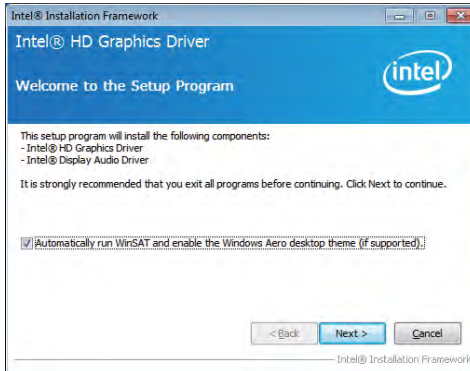 Intel® Installation Framework
Intel® HD Graphics Driver
Welcome to the Setup Program
intel
This setup program will install the following components:
- Intel® HD Graphics Driver
- Intel® Display Audio Driver
It is strongly recommended that you exit all programs before continuing. Click Next to continue.
Automatically run WinSAT and enable the Windows Aero desktop theme (if supported).
< Back Next > Cancel
Intel® Installation Framework